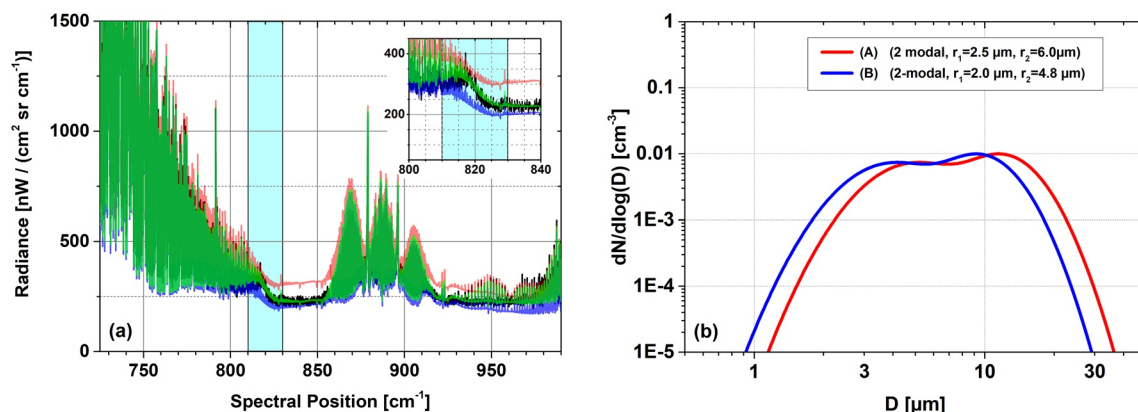 1500
1000
500
250
0
Radiance [nW / (cm² sr cm⁻¹)]
400
200
800
820
840
(a)
750
800
850
900
950
Spectral Position [cm⁻¹]
1
0.1
0.01
1E-3
1E-4
1E-5
dN/dlog(D) [cm⁻³]
(A) (2 modal, r₁=2.5 µm, r₂=6.0µm)
(B) (2-modal, r₁=2.0 µm, r₂=4.8 µm)
(b)
1
3
10
30
D [µm]